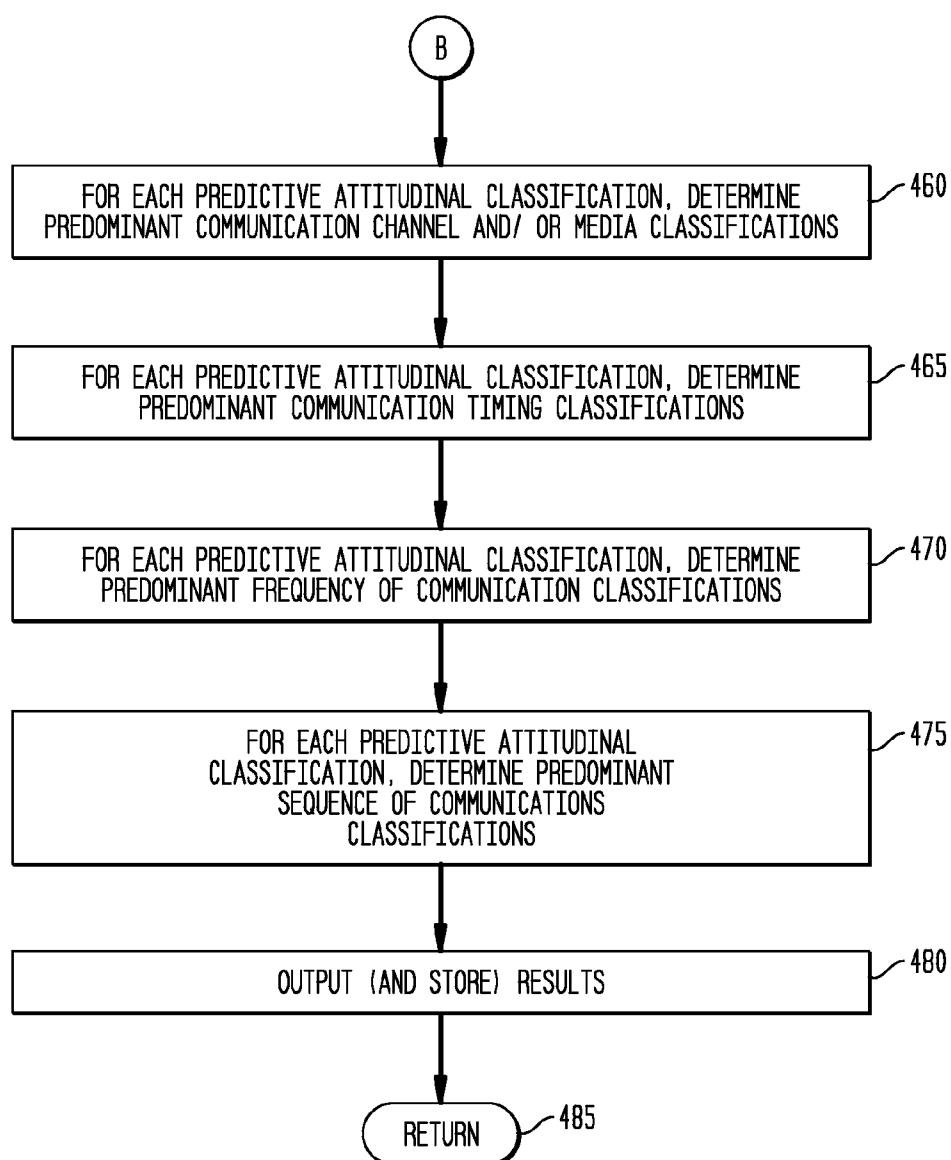 B
FOR EACH PREDICTIVE ATTITUDINAL CLASSIFICATION, DETERMINE
PREDOMINANT COMMUNICATION CHANNEL AND/ OR MEDIA CLASSIFICATIONS
460
FOR EACH PREDICTIVE ATTITUDINAL CLASSIFICATION, DETERMINE
PREDOMINANT COMMUNICATION TIMING CLASSIFICATIONS
465
FOR EACH PREDICTIVE ATTITUDINAL CLASSIFICATION, DETERMINE
PREDOMINANT FREQUENCY OF COMMUNICATION CLASSIFICATIONS
470
FOR EACH PREDICTIVE ATTITUDINAL
CLASSIFICATION, DETERMINE PREDOMINANT
SEQUENCE OF COMMUNICATIONS
CLASSIFICATIONS
475
OUTPUT (AND STORE) RESULTS
480
RETURN
485